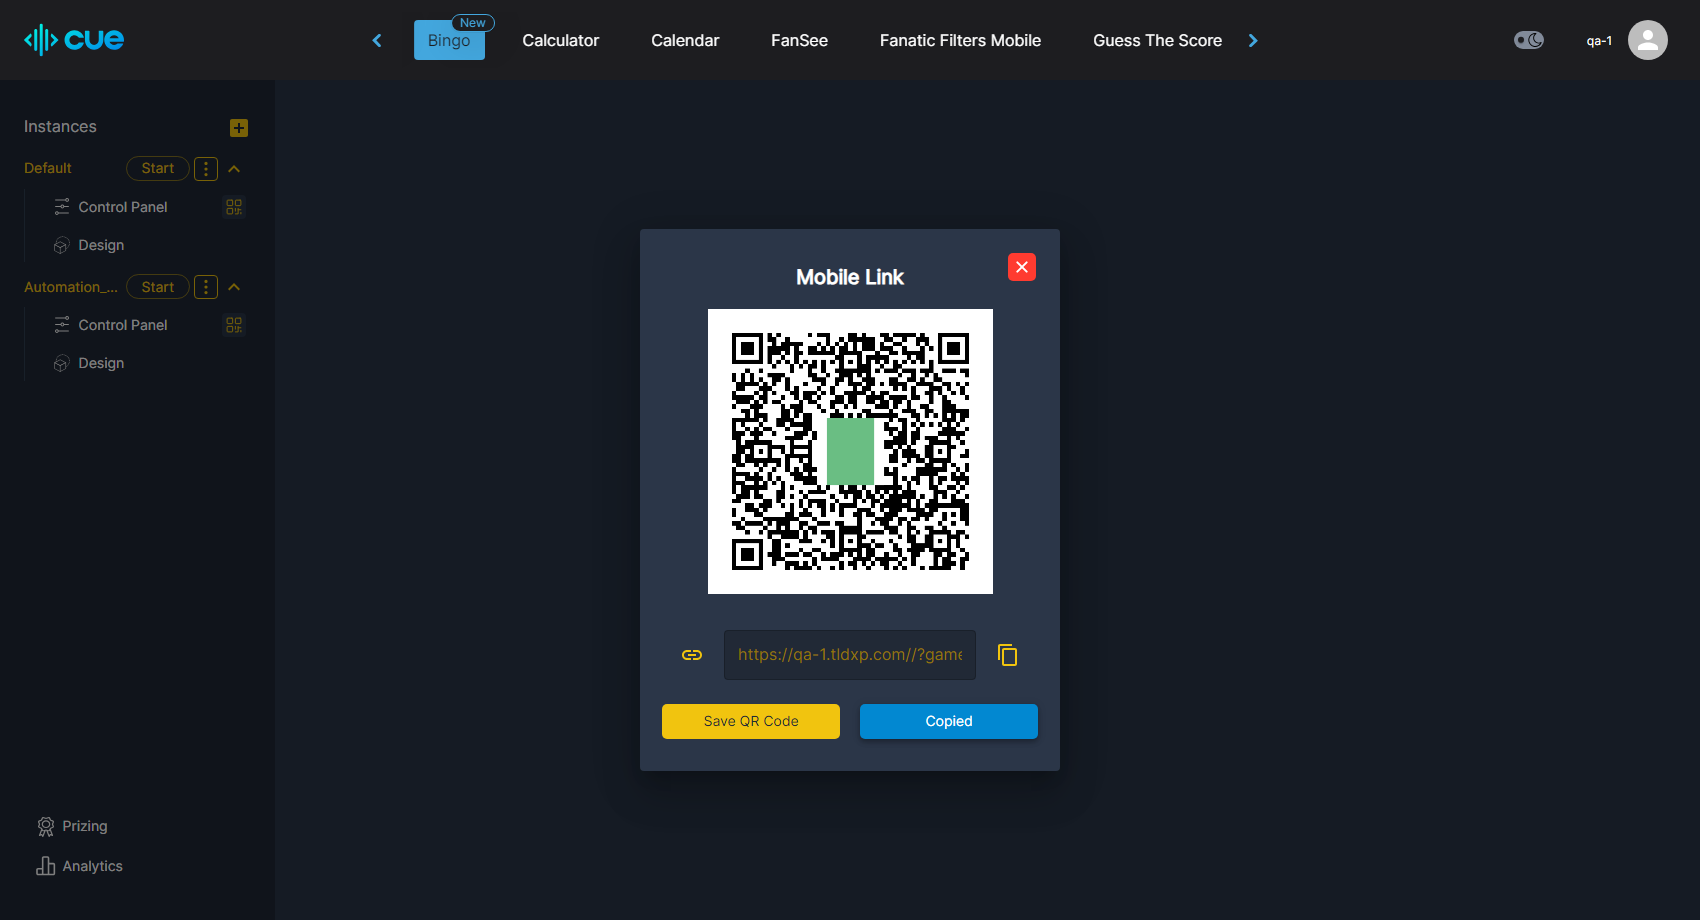 cue
New
Bingo
Calculator
Calendar
FanSee
Fanatic Filters Mobile
Guess The Score
qa-1
Instances
Default
Start
Control Panel
Design
Automation_...
Start
Control Panel
Design
Prizing
Analytics
Mobile Link
https://qa-1.tldxp.com//?game
Save QR Code
Copied